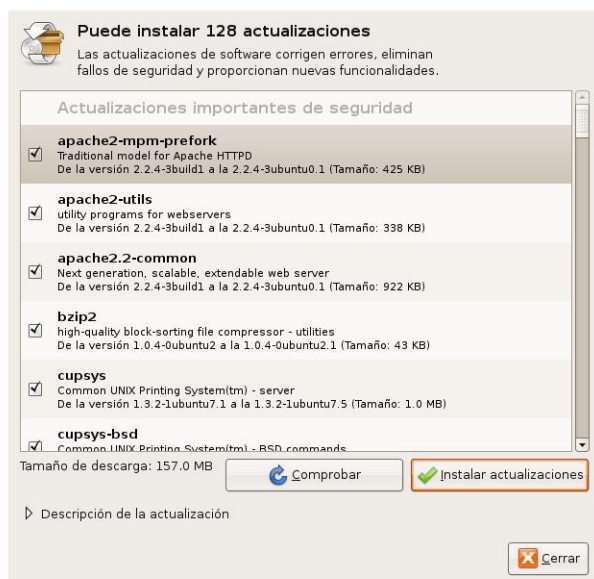 Puede instalar 128 actualizaciones
Las actualizaciones de software corrigen errores, eliminan
fallos de seguridad y proporcionan nuevas funcionalidades.
Actualizaciones importantes de seguridad
apache2-mpm-prefork
Traditional model for Apache HTTPD
De la versión 2.2.4-3build1 a la 2.2.4-3ubuntu0.1 (Tamaño: 425 KB)
apache2-utils
utility programs for webservers
De la versión 2.2.4-3build1 a la 2.2.4-3ubuntu0.1 (Tamaño: 338 KB)
apache2.2-common
Next generation, scalable, extendable web server
De la versión 2.2.4-3build1 a la 2.2.4-3ubuntu0.1 (Tamaño: 922 KB)
bzip2
high-quality block-sorting file compressor - utilities
De la versión 1.0.4-0ubuntu2 a la 1.0.4-0ubuntu2.1 (Tamaño: 43 KB)
cupsys
Common UNIX Printing System(tm) - server
De la versión 1.3.2-1ubuntu7.1 a la 1.3.2-1ubuntu7.5 (Tamaño: 1.0 MB)
cupsys-bsd
Common UNIX Printing System(tm) - BSD commands
Tamaño de descarga: 157.0 MB
Comprobar
Instalar actualizaciones
Descripción de la actualización
Cerrar